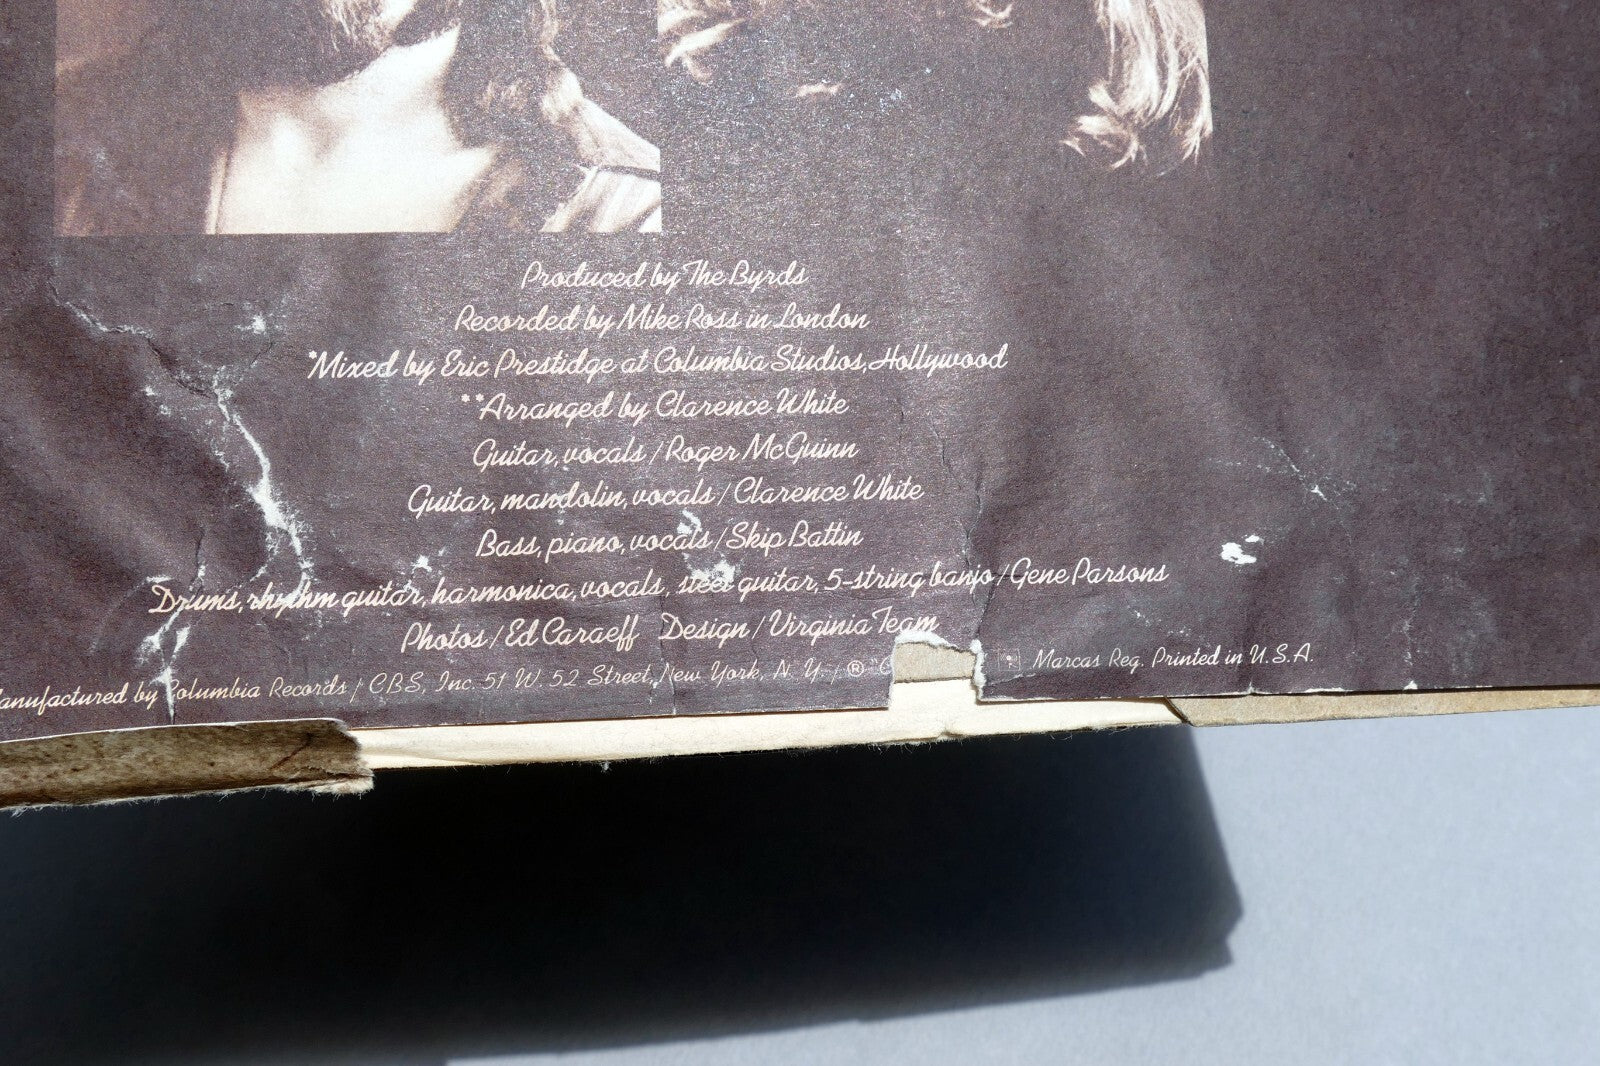 Produced by The Byrds
Recorded by Mike Ross in London
*Mixed by Eric Prestidge at Columbia Studios, Hollywood
**Arranged by Clarence White
Guitar, vocals / Roger McGuinn
Guitar, mandolin, vocals / Clarence White
Bass, piano, vocals / Skip Battin
Drums, rhythm guitar, harmonica, vocals, steel guitar, 5-string banjo / Gene Parsons
Photos / Ed Caraeff Design / Virginia Team
anufactured by Columbia Records / CBS, Inc. 51 W. 52 Street, New York, N. Y. / ® "C Marcas Reg. Printed in U.S.A.